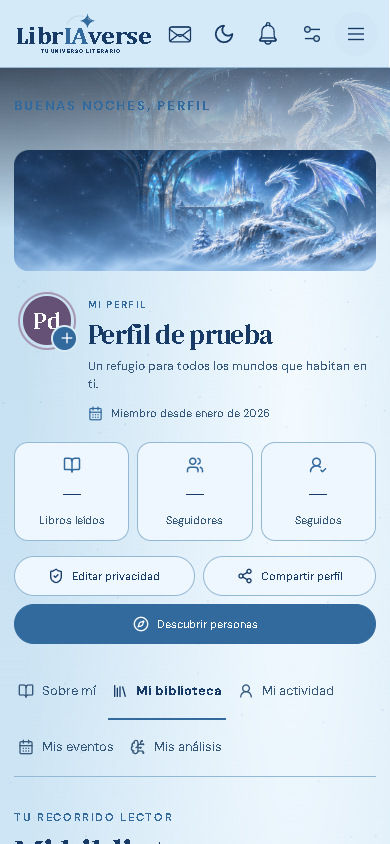 LibrIAverse
TU UNIVERSO LITERARIO
BUENAS NOCHES, PERFIL
Pd
MI PERFIL
Perfil de prueba
Un refugio para todos los mundos que habitan en
ti.
Miembro desde enero de 2026
— — —
Libros leídos Seguidores Seguidos
Editar privacidad Compartir perfil
Descubrir personas
Sobre mí Mi biblioteca Mi actividad
Mis eventos Mis análisis
TU RECORRIDO LECTOR